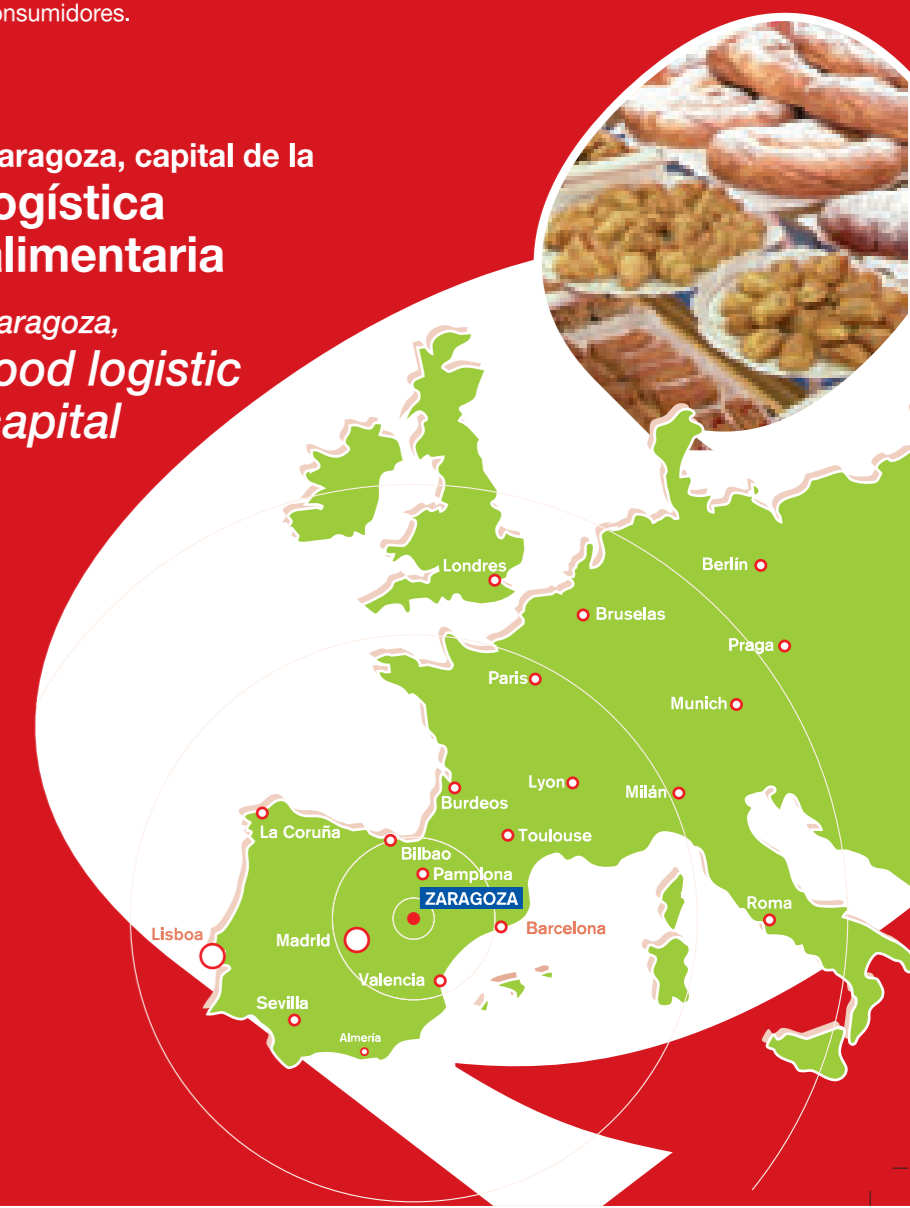 onsumidores.
aragoza, capital de la
ogística
alimentaria
aragoza,
ood logistic
capital
Londres
Berlín
Bruselas
Praga
Paris
Munich
Lyon
Milán
Burdeos
La Coruña
Toulouse
Bilbao
Pamplona
ZARAGOZA
Roma
Barcelona
Lisboa
Madrid
Valencia
Sevilla
Almería